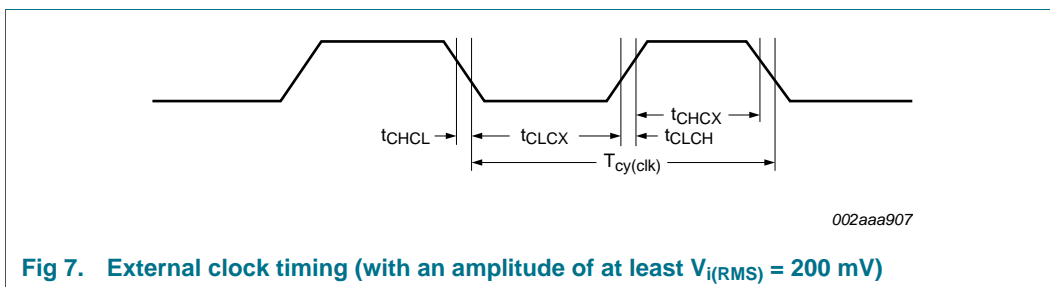 tCHCX
tCHCL
tCLCX
tCLCH
Tcy(clk)
002aaa907
Fig 7. External clock timing (with an amplitude of at least Vi(RMS) = 200 mV)